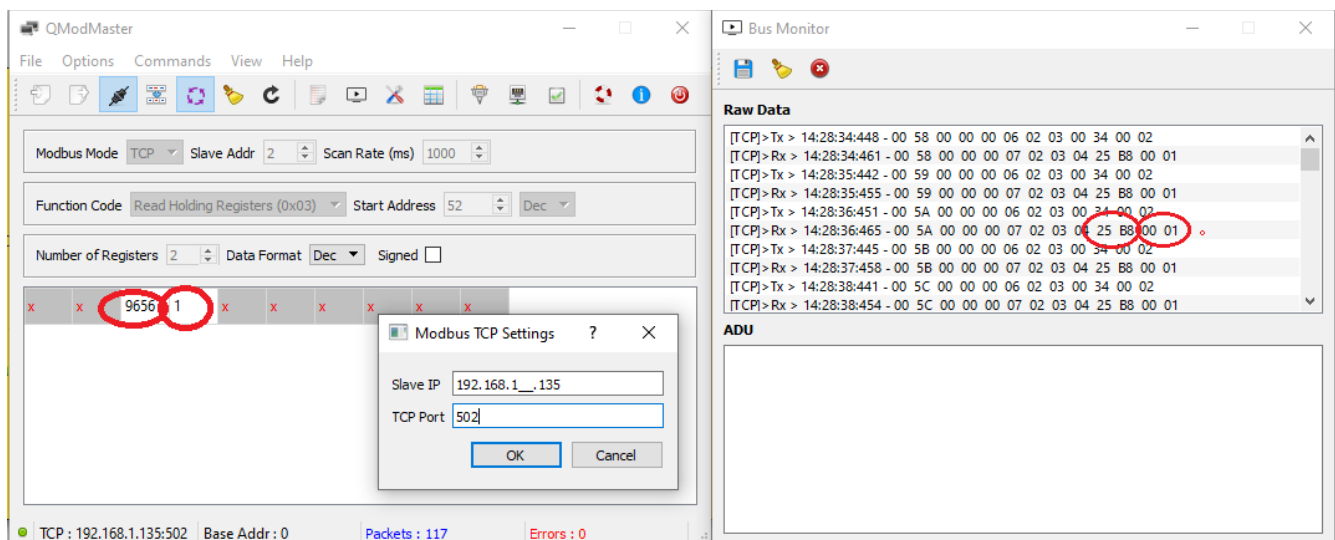 QModMaster
File Options Commands View Help
Modbus Mode TCP Slave Addr 2 Scan Rate (ms) 1000
Function Code Read Holding Registers (0x03) Start Address 52 Dec
Number of Registers 2 Data Format Dec Signed
x x 9656 1 x x x x x x
Modbus TCP Settings ?
Slave IP 192.168.1__.135
TCP Port 502
OK Cancel
TCP : 192.168.1.135:502 Base Addr : 0 Packets : 117 Errors : 0
Bus Monitor
Raw Data
[TCP]>Tx > 14:28:34:448 - 00 58 00 00 00 06 02 03 00 34 00 02
[TCP]>Rx > 14:28:34:461 - 00 58 00 00 00 07 02 03 04 25 B8 00 01
[TCP]>Tx > 14:28:35:442 - 00 59 00 00 00 06 02 03 00 34 00 02
[TCP]>Rx > 14:28:35:455 - 00 59 00 00 00 07 02 03 04 25 B8 00 01
[TCP]>Tx > 14:28:36:451 - 00 5A 00 00 00 06 02 03 00 34 00 02
[TCP]>Rx > 14:28:36:465 - 00 5A 00 00 00 07 02 03 04 25 B8 00 01
[TCP]>Tx > 14:28:37:445 - 00 5B 00 00 00 06 02 03 00 34 00 02
[TCP]>Rx > 14:28:37:458 - 00 5B 00 00 00 07 02 03 04 25 B8 00 01
[TCP]>Tx > 14:28:38:441 - 00 5C 00 00 00 06 02 03 00 34 00 02
[TCP]>Rx > 14:28:38:454 - 00 5C 00 00 00 07 02 03 04 25 B8 00 01
ADU